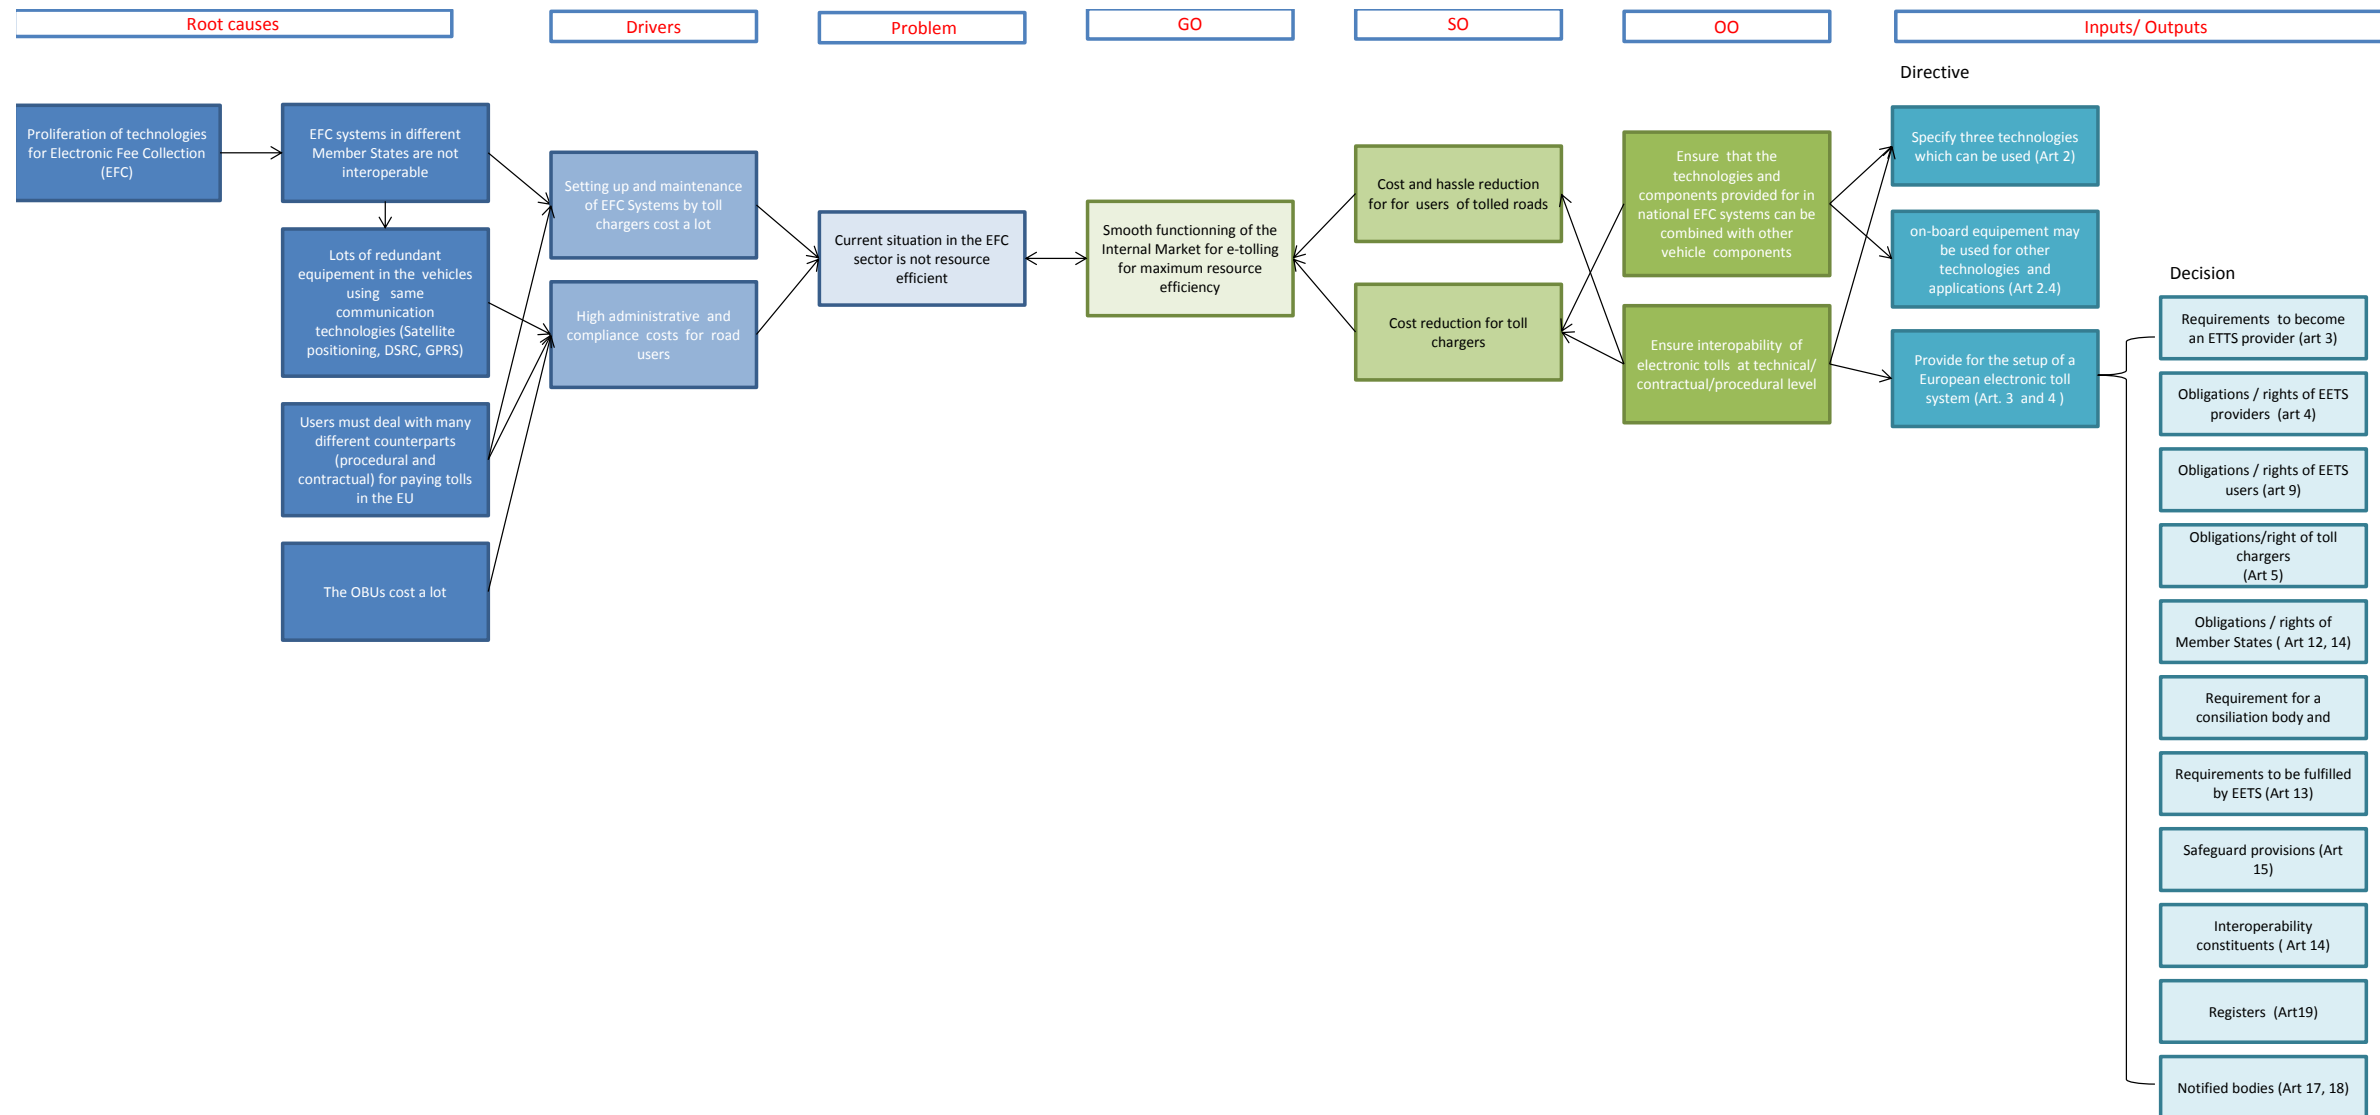 Root causes
Drivers
Problem
GO
SO
OO
Inputs/ Outputs
Directive
Proliferation of technologies
for Electronic Fee Collection
(EFC)
EFC systems in different
Member States are not
interoperable
Lots of redundant
equipement in the vehicles
using same
communication
technologies (Satellite
positioning, DSRC, GPRS)
Users must deal with many
different counterparts
(procedural and
contractual) for paying tolls
in the EU
The OBUs cost a lot
Setting up and maintenance
of EFC Systems by toll
chargers cost a lot
High administrative and
compliance costs for road
users
Current situation in the EFC
sector is not resource
efficient
Smooth functionning of the
Internal Market for e-tolling
for maximum resource
efficiency
Cost and hassle reduction
for for users of tolled roads
Cost reduction for toll
chargers
Ensure that the
technologies and
components provided for in
national EFC systems can be
combined with other
vehicle components
Ensure interopability of
electronic tolls at technical/
contractual/procedural level
Specify three technologies
which can be used (Art 2)
on-board equipement may
be used for other
technologies and
applications (Art 2.4)
Provide for the setup of a
European electronic toll
system (Art. 3 and 4 )
Decision
Requirements to become
an ETTS provider (art 3)
Obligations / rights of EETS
providers (art 4)
Obligations / rights of EETS
users (art 9)
Obligations/right of toll
chargers
(Art 5)
Obligations / rights of
Member States ( Art 12, 14)
Requirement for a
consiliation body and
Requirements to be fulfilled
by EETS (Art 13)
Safeguard provisions (Art
15)
Interoperability
constituents ( Art 14)
Registers (Art19)
Notified bodies (Art 17, 18)